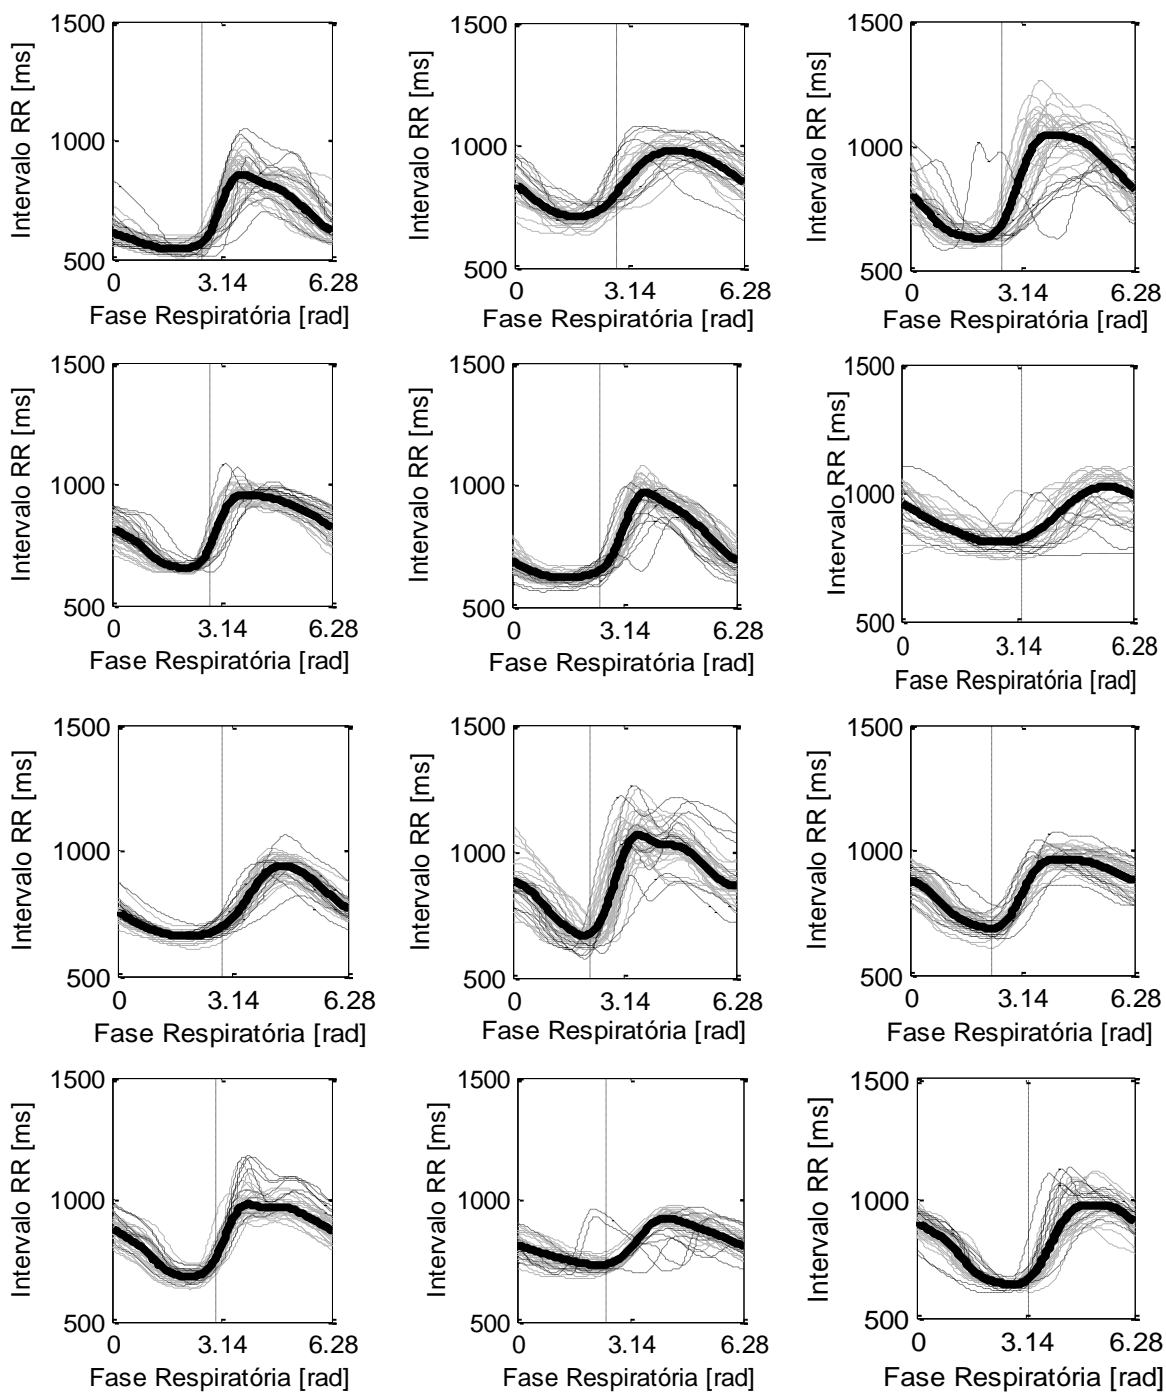 1500
1000
500
Intervalo RR [ms]
0 3.14 6.28
Fase Respiratória [rad]
1500
1000
500
Intervalo RR [ms]
0 3.14 6.28
Fase Respiratória [rad]
1500
1000
500
Intervalo RR [ms]
0 3.14 6.28
Fase Respiratória [rad]
1500
1000
500
Intervalo RR [ms]
0 3.14 6.28
Fase Respiratória [rad]
1500
1000
500
Intervalo RR [ms]
0 3.14 6.28
Fase Respiratória [rad]
1500
1000
500
Intervalo RR [ms]
0 3.14 6.28
Fase Respiratória [rad]
1500
1000
500
Intervalo RR [ms]
0 3.14 6.28
Fase Respiratória [rad]
1500
1000
500
Intervalo RR [ms]
0 3.14 6.28
Fase Respiratória [rad]
1500
1000
500
Intervalo RR [ms]
0 3.14 6.28
Fase Respiratória [rad]
1500
1000
500
Intervalo RR [ms]
0 3.14 6.28
Fase Respiratória [rad]
1500
1000
500
Intervalo RR [ms]
0 3.14 6.28
Fase Respiratória [rad]
1500
1000
500
Intervalo RR [ms]
0 3.14 6.28
Fase Respiratória [rad]